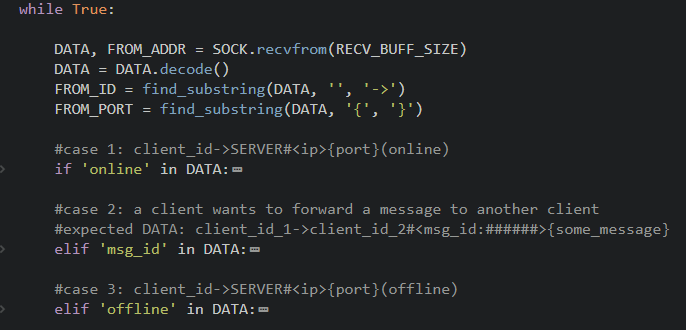 while True:
DATA, FROM_ADDR = SOCK.recvfrom(RECV_BUFF_SIZE)
DATA = DATA.decode()
FROM_ID = find_substring(DATA, '', '->')
FROM_PORT = find_substring(DATA, '{', '}')
#case 1: client_id->SERVER#<ip>{port}(online)
if 'online' in DATA:
#case 2: a client wants to forward a message to another client
#expected DATA: client_id_1->client_id_2#<msg_id:######>{some_message}
elif 'msg_id' in DATA:
#case 3: client_id->SERVER#<ip>{port}(offline)
elif 'offline' in DATA: